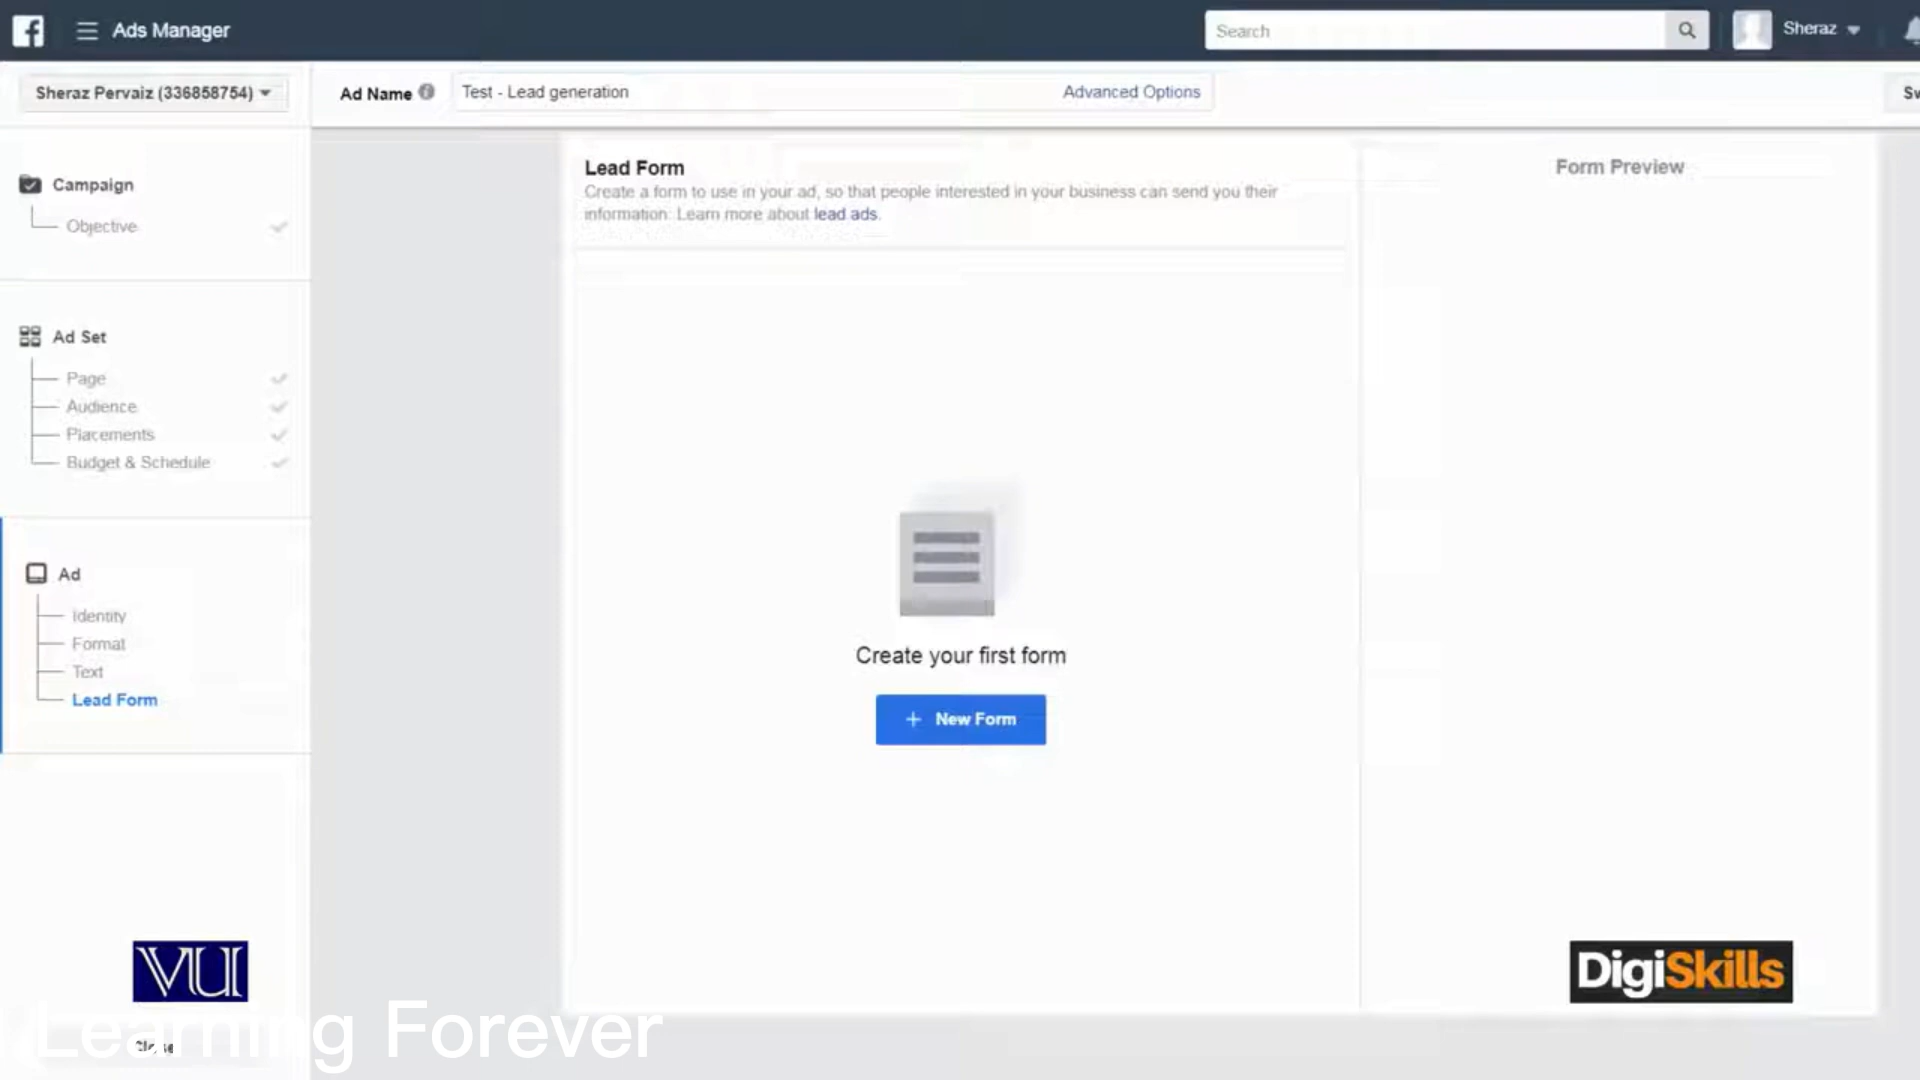 Ads Manager
Search
Sheraz
Sheraz Pervaiz (336858754)
Ad Name
Test - Lead generation
Advanced Options
Campaign
Objective
Ad Set
Page
Audience
Placements
Budget & Schedule
Ad
Identity
Format
Text
Lead Form
Lead Form
Create a form to use in your ad, so that people interested in your business can send you their
information. Learn more about lead ads.
Form Preview
Create your first form
+ New Form
VU
DigiSkills
Learning Forever
Close